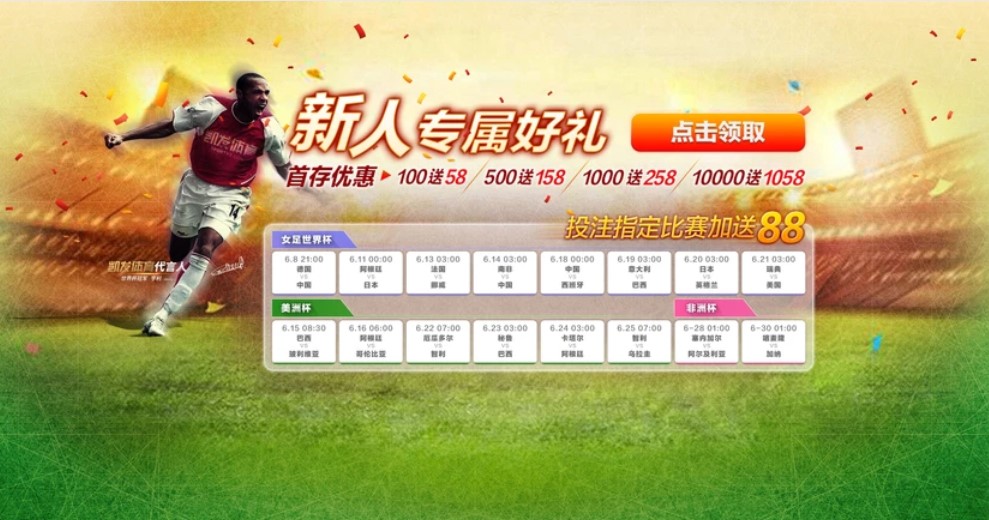 新人专属好礼
点击领取
首存优惠 100送58 / 500送158 / 1000送258 / 10000送1058
投注指定比赛加送88
凯发体育
14
凯发体育代言人
女足世界杯
6.8 21:00 6.11 00:00 6.13 03:00 6.14 03:00 6.18 00:00 6.19 03:00 6.20 03:00 6.21 03:00
德国 阿根廷 法国 南非 中国 意大利 日本 瑞典
VS VS VS VS VS VS VS VS
中国 日本 挪威 中国 西班牙 巴西 英格兰 美国
美洲杯 非洲杯
6.15 08:30 6.16 06:00 6.22 07:00 6.23 03:00 6.24 03:00 6.25 07:00 6-28 01:00 6-30 01:00
巴西 阿根廷 厄瓜多尔 秘鲁 卡塔尔 智利 塞内加尔 喀麦隆
VS VS VS VS VS VS VS VS
玻利维亚 哥伦比亚 智利 巴西 阿根廷 乌拉圭 阿尔及利亚 加纳